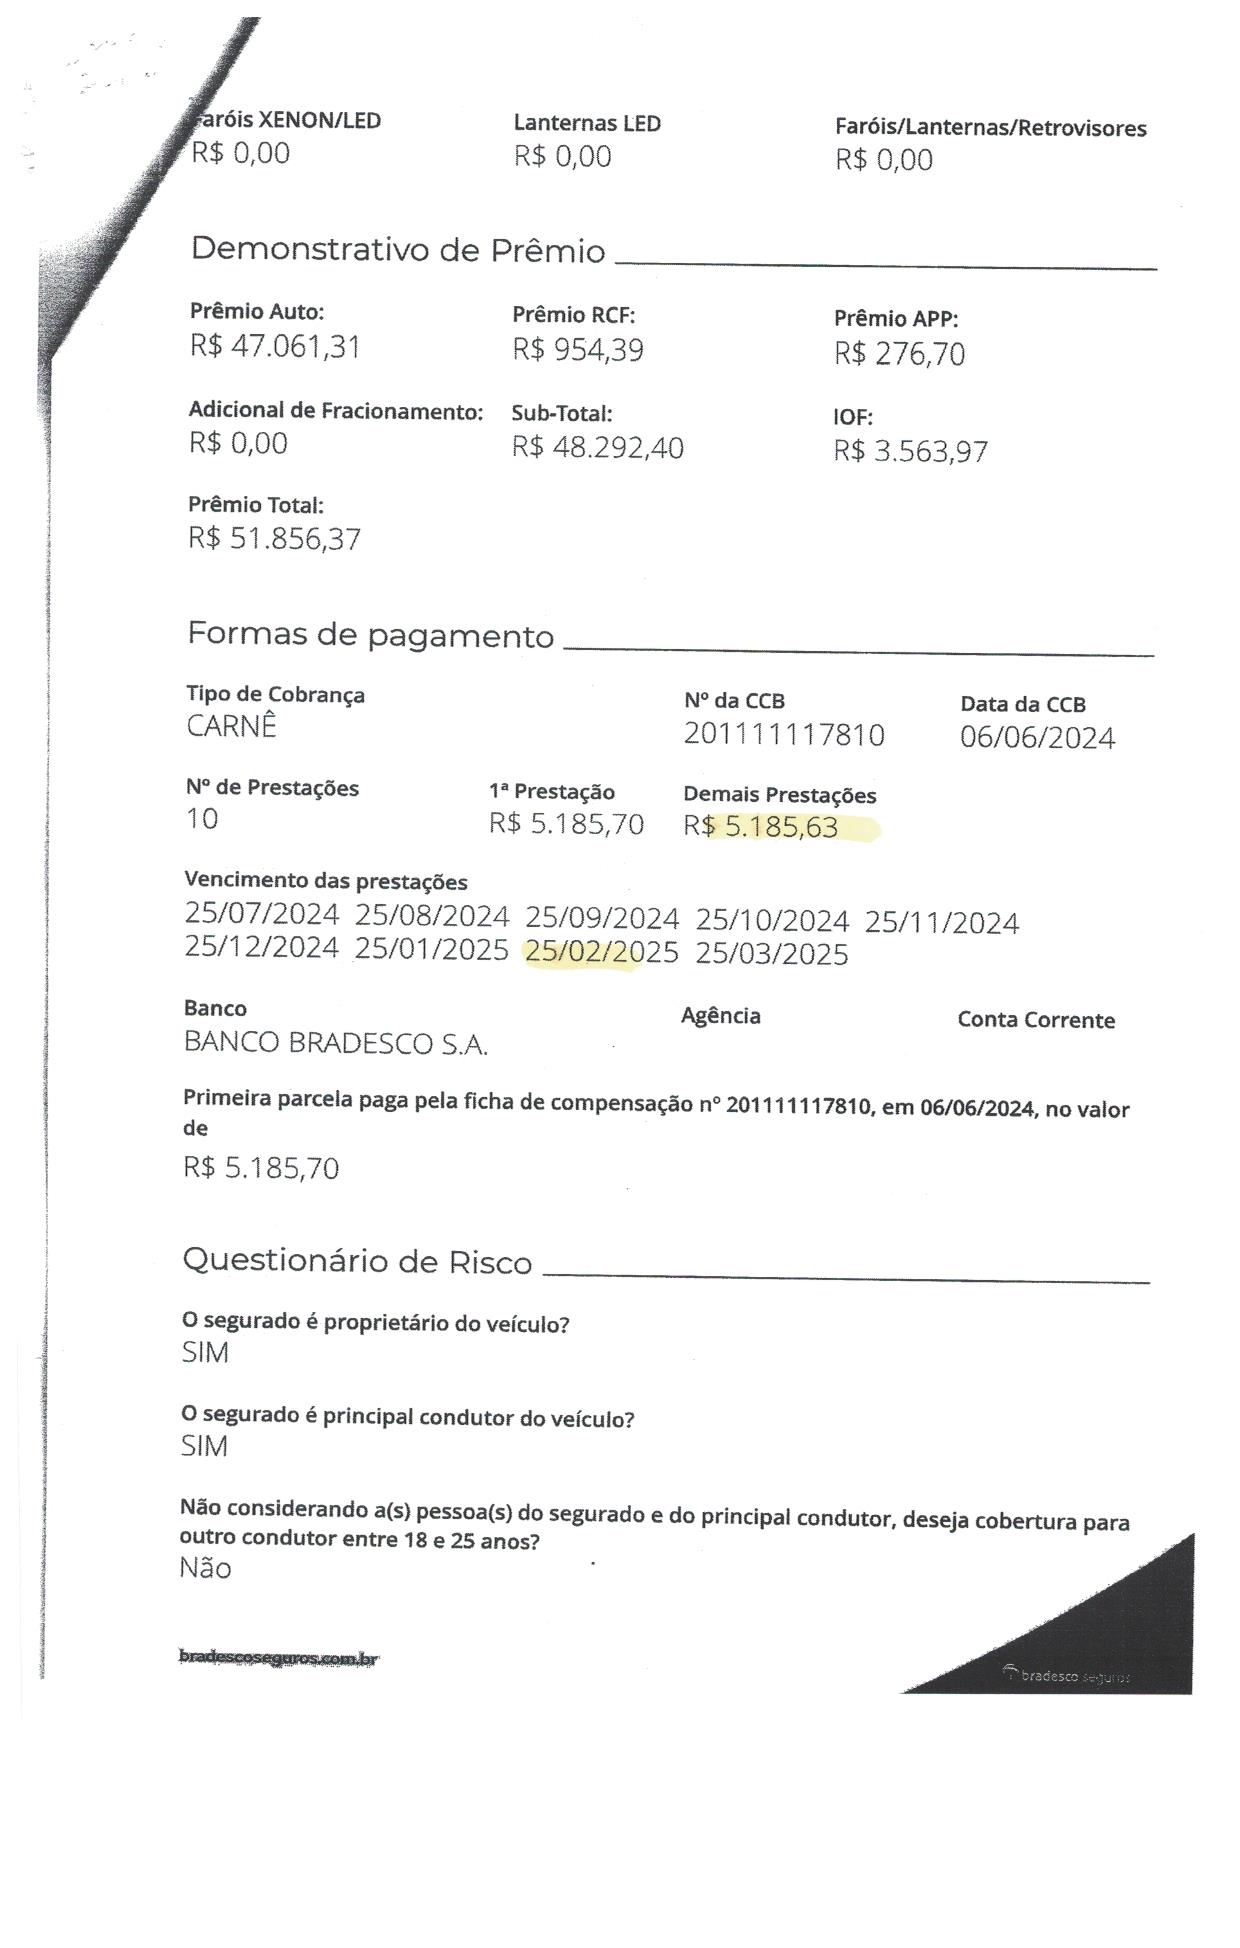 aróis XENON/LED Lanternas LED Faróis/Lanternas/Retrovisores
R$ 0,00 R$ 0,00 R$ 0,00
Demonstrativo de Prêmio
Prêmio Auto: Prêmio RCF: Prêmio APP:
R$ 47.061,31 R$ 954,39 R$ 276,70
Adicional de Fracionamento: Sub-Total: IOF:
R$ 0,00 R$ 48.292,40 R$ 3.563,97
Prêmio Total:
R$ 51.856,37
Formas de pagamento
Tipo de Cobrança Nº da CCB Data da CCB
CARNÊ 201111117810 06/06/2024
Nº de Prestações 1ª Prestação Demais Prestações
10 R$ 5.185,70 R$ 5.185,63
Vencimento das prestações
25/07/2024 25/08/2024 25/09/2024 25/10/2024 25/11/2024
25/12/2024 25/01/2025 25/02/2025 25/03/2025
Banco Agência Conta Corrente
BANCO BRADESCO S.A.
Primeira parcela paga pela ficha de compensação nº 201111117810, em 06/06/2024, no valor
de
R$ 5.185,70
Questionário de Risco
O segurado é proprietário do veículo?
SIM
O segurado é principal condutor do veículo?
SIM
Não considerando a(s) pessoa(s) do segurado e do principal condutor, deseja cobertura para
outro condutor entre 18 e 25 anos?
Não
bradescoseguros.com.br
bradesco seguros